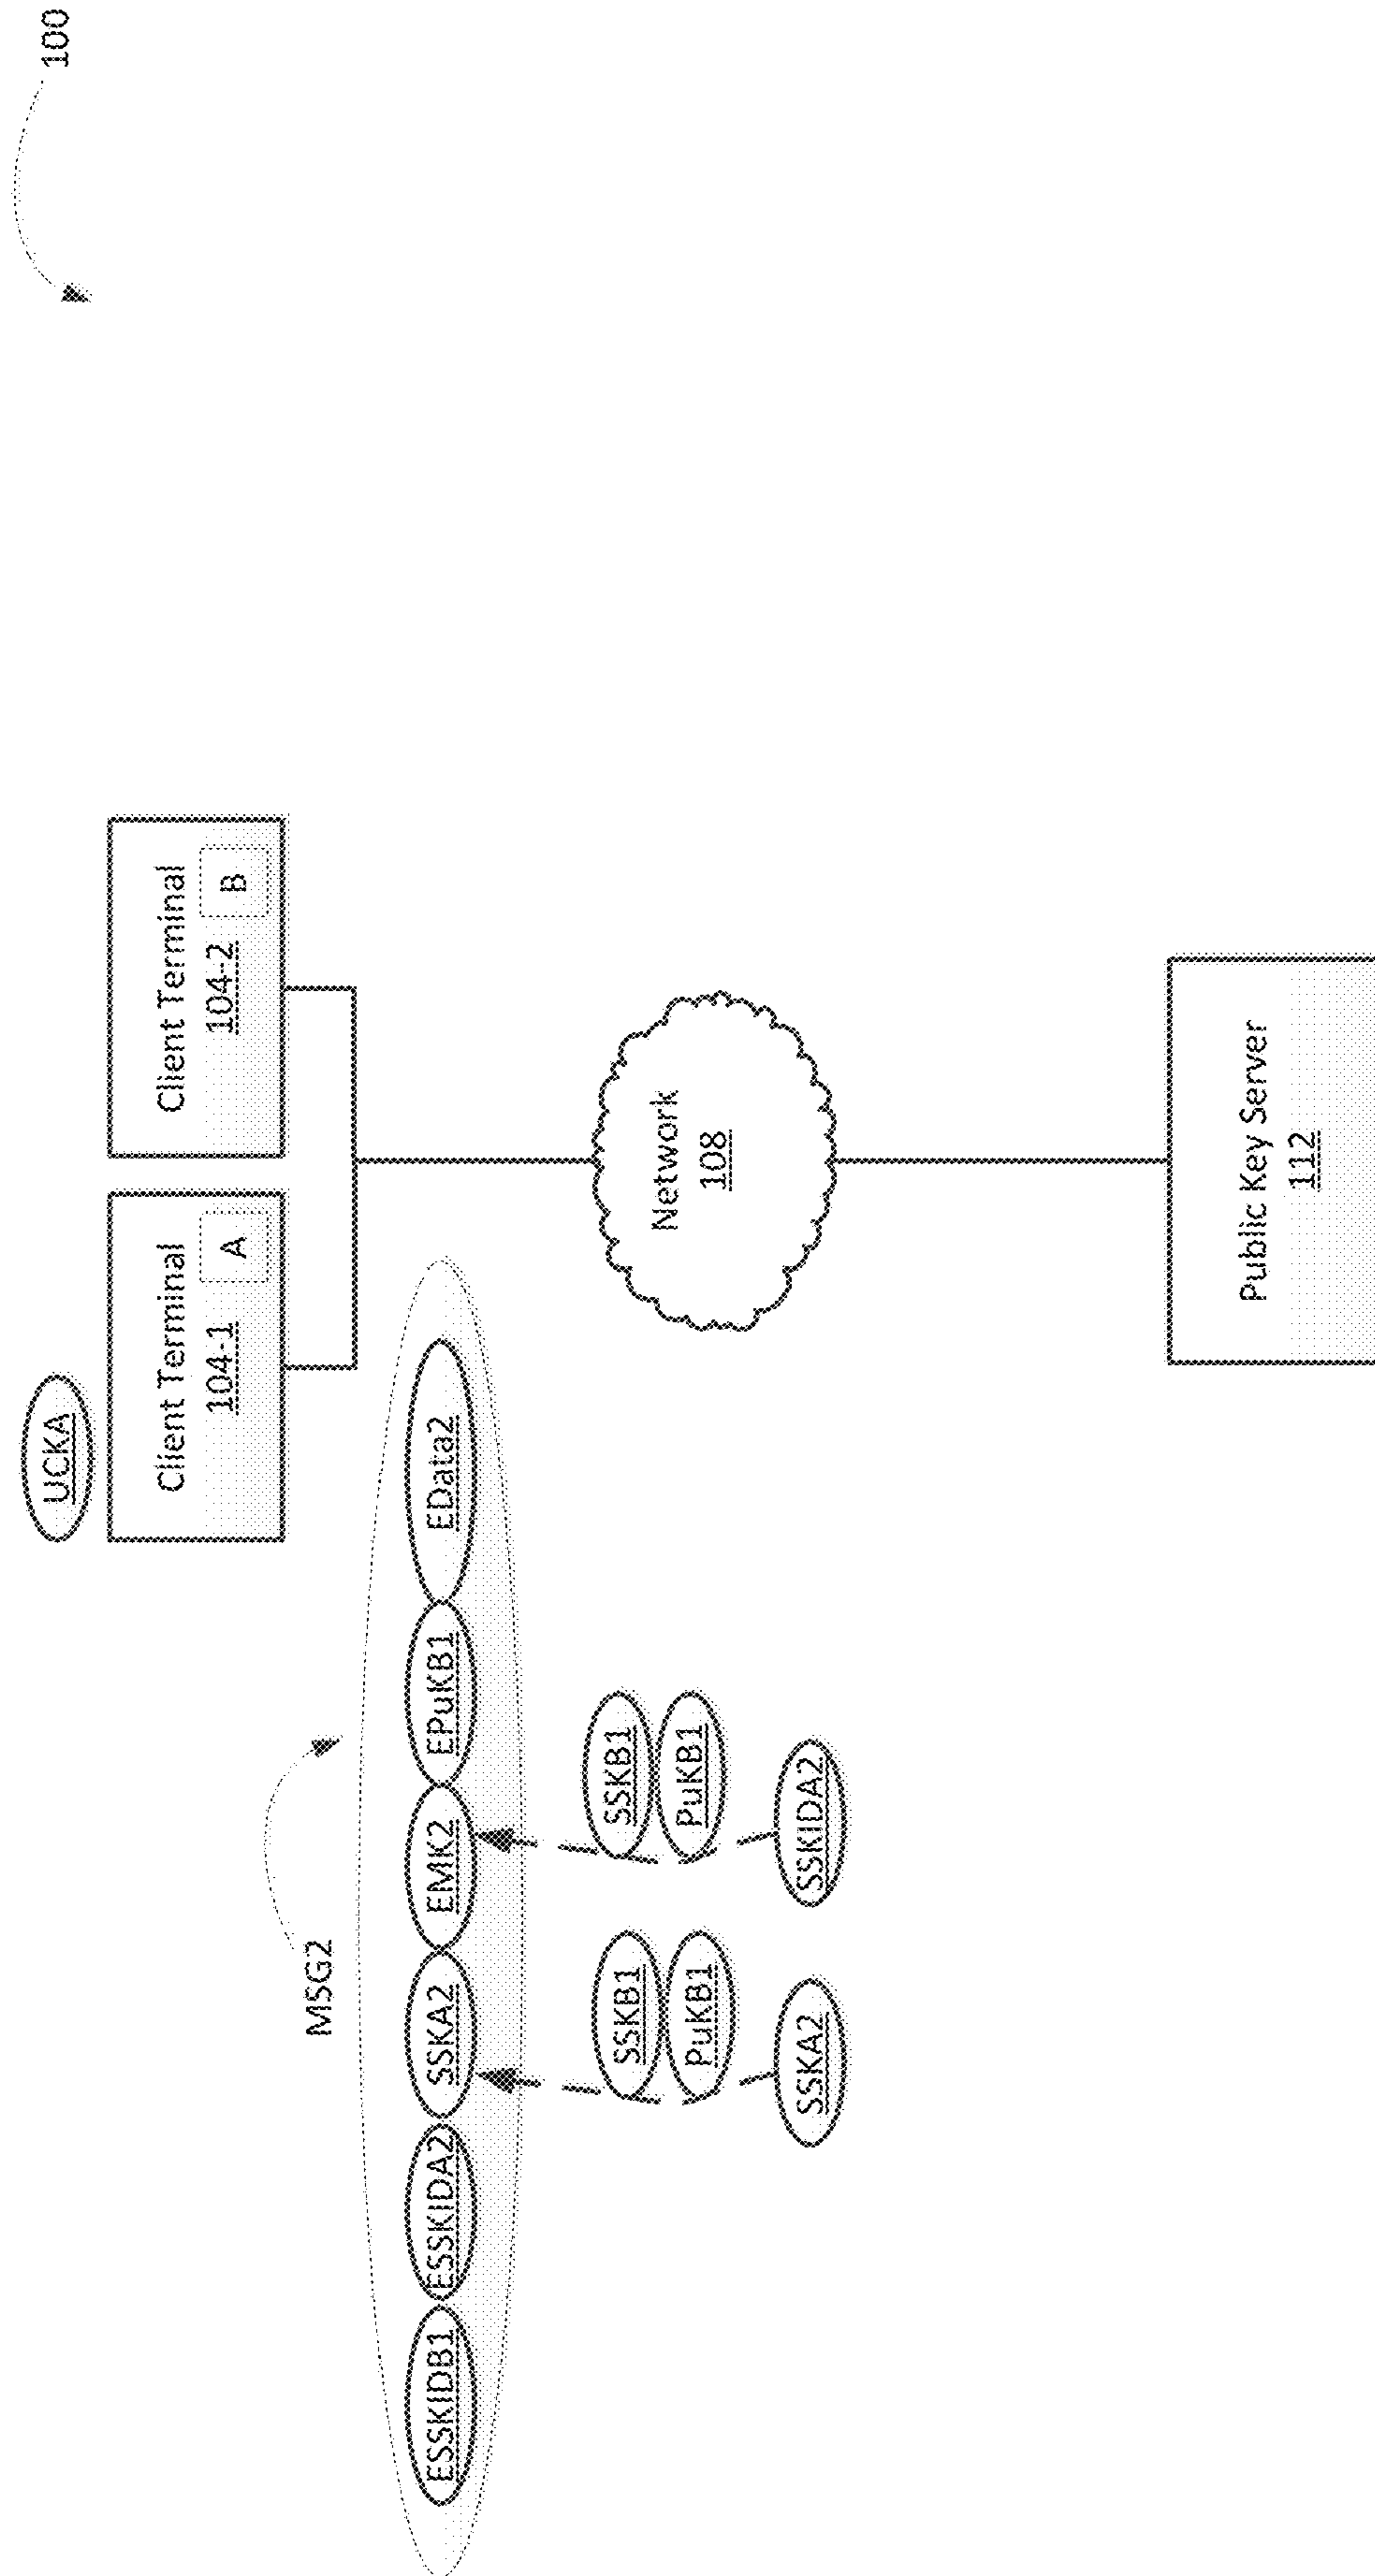 100
UCKA
Client Terminal
104-1
A
Client Terminal
104-2
B
MSG2
ESSKIDB1
ESSKIDA2
SSKA2
EMK2
EPuKB1
EData2
SSKB1
PuKB1
SSKA2
SSKB1
PuKB1
SSKIDA2
Network
108
Public Key Server
112